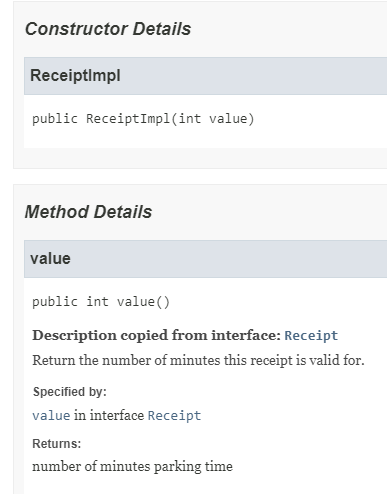 Constructor Details
ReceiptImpl
public ReceiptImpl(int value)
Method Details
value
public int value()
Description copied from interface: Receipt
Return the number of minutes this receipt is valid for.
Specified by:
value in interface Receipt
Returns:
number of minutes parking time